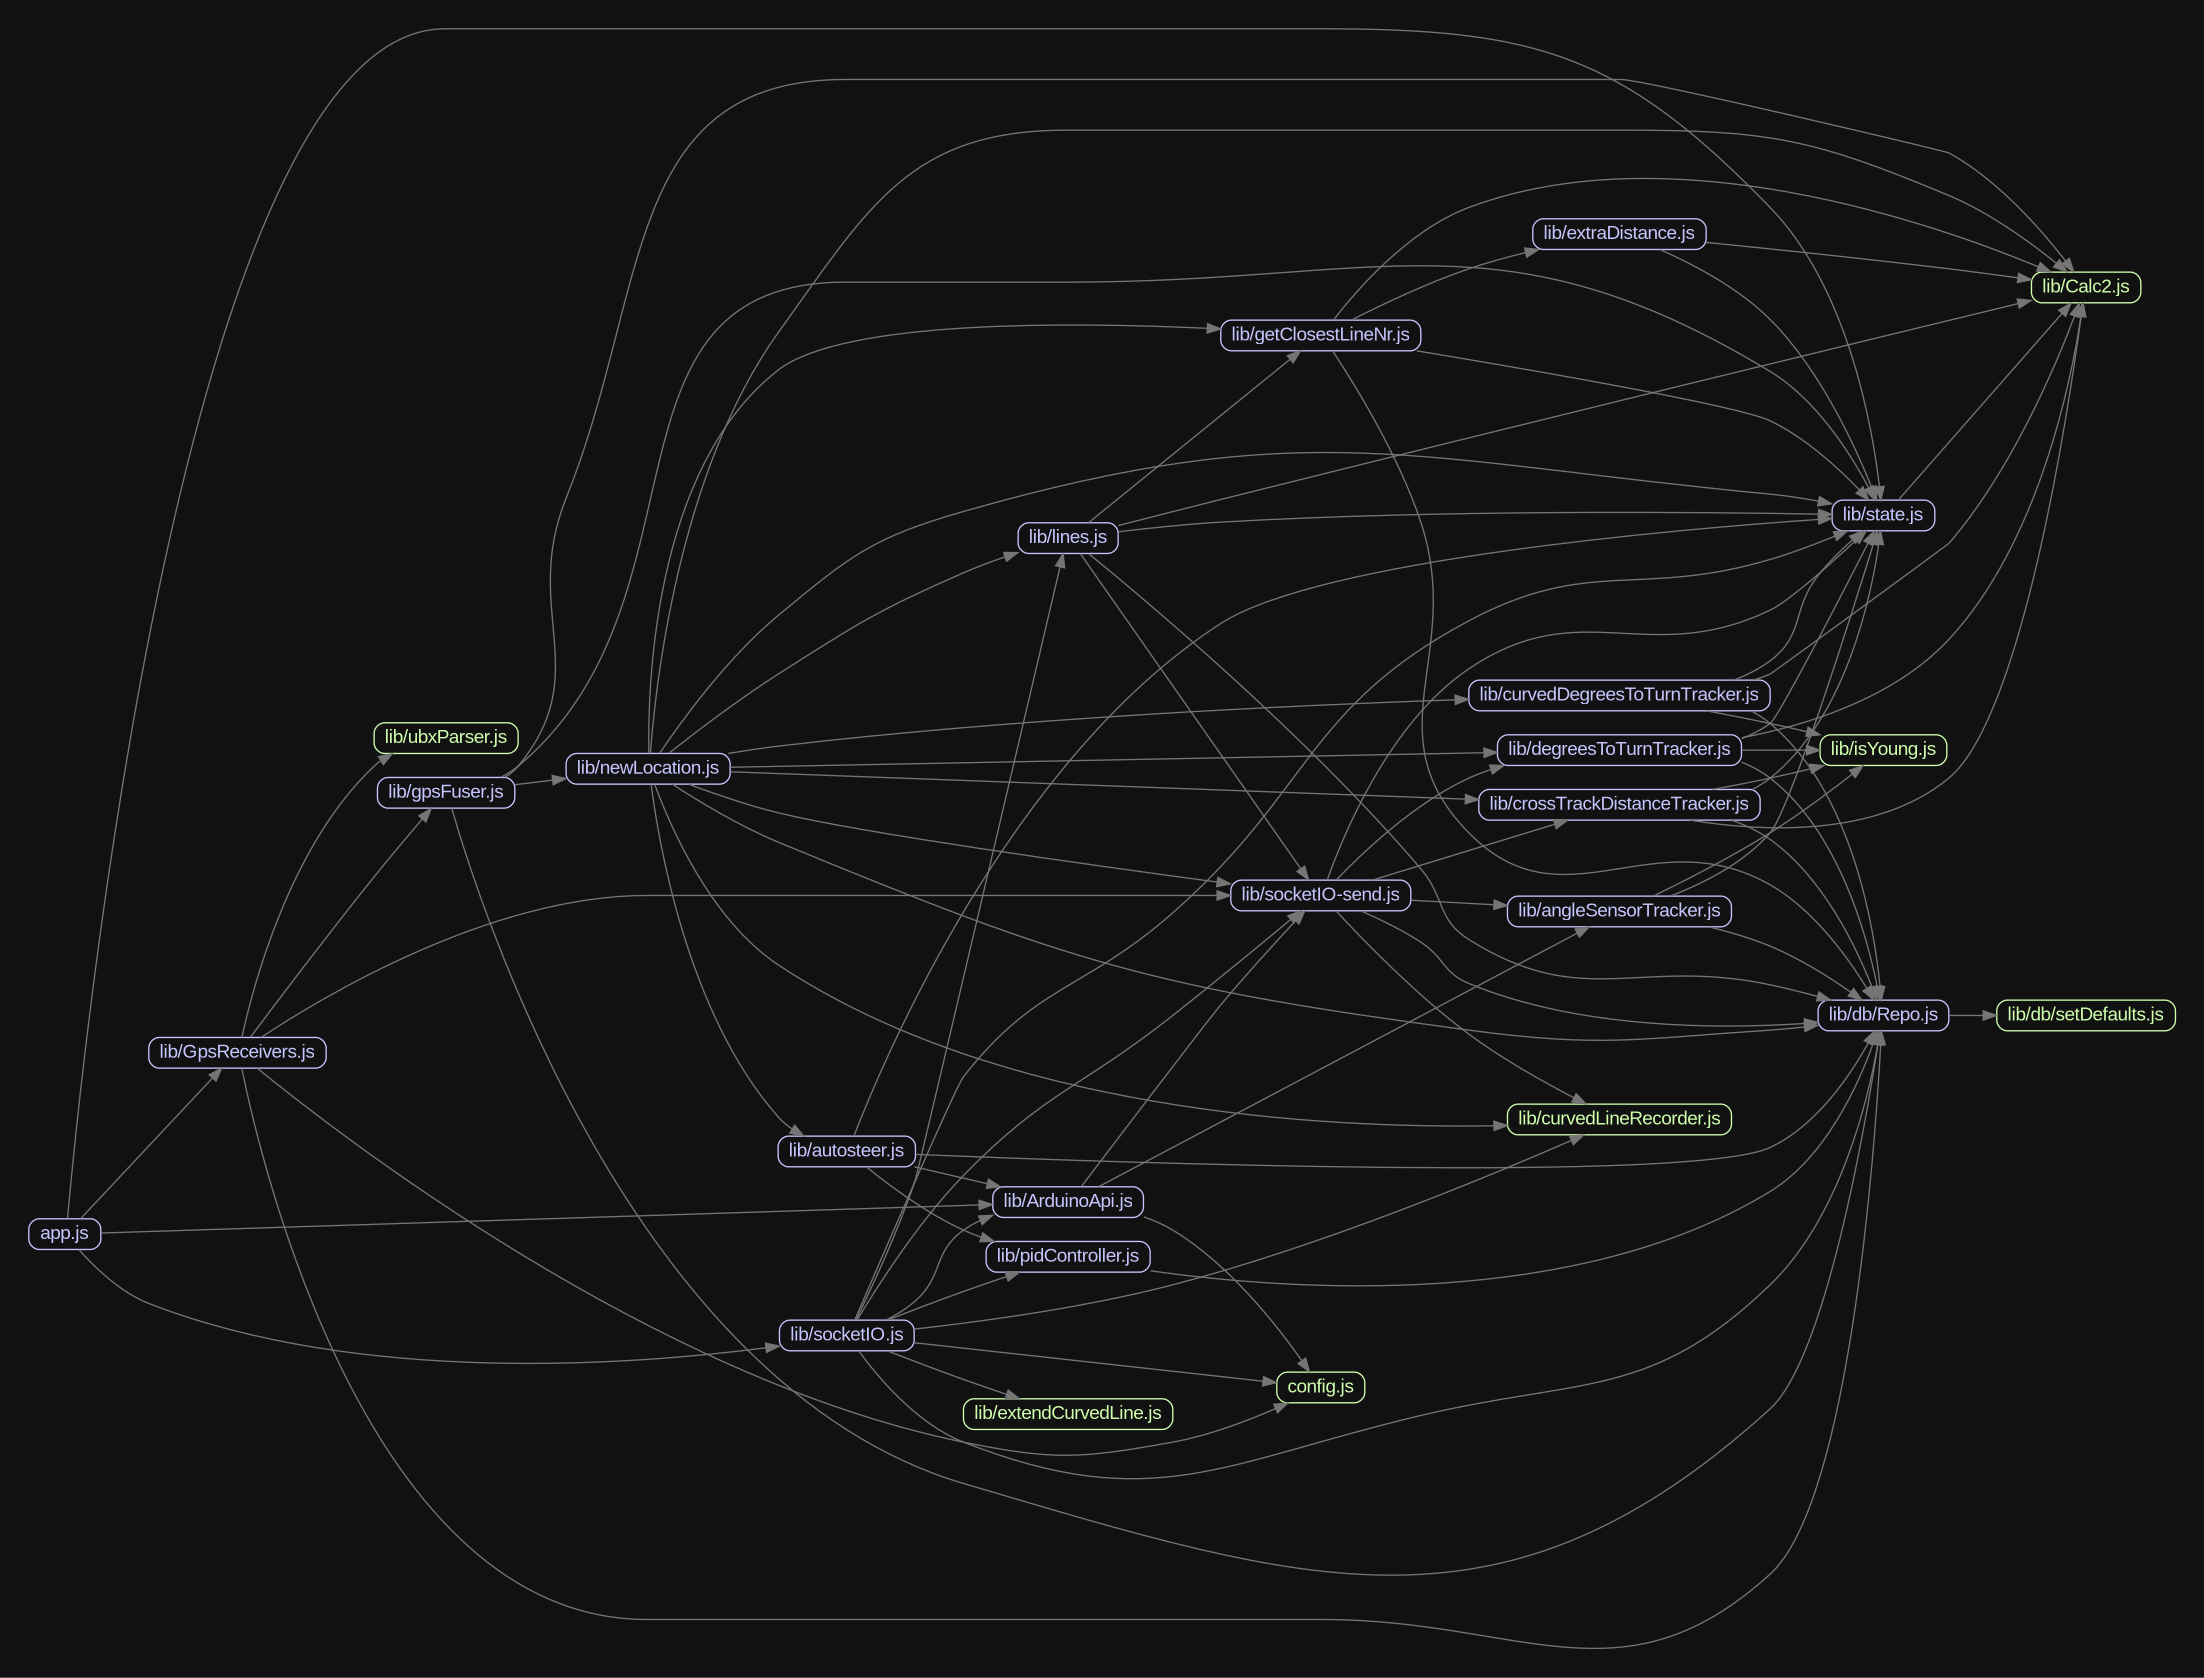 lib/extraDistance.js
lib/Calc2.js
lib/getClosestLineNr.js
lib/state.js
lib/lines.js
lib/curvedDegreesToTurnTracker.js
lib/ubxParser.js
lib/degreesToTurnTracker.js
lib/isYoung.js
lib/newLocation.js
lib/gpsFuser.js
lib/crossTrackDistanceTracker.js
lib/socketIO-send.js
lib/angleSensorTracker.js
lib/db/Repo.js
lib/db/setDefaults.js
lib/GpsReceivers.js
lib/curvedLineRecorder.js
lib/autosteer.js
lib/ArduinoApi.js
app.js
lib/pidController.js
lib/socketIO.js
config.js
lib/extendCurvedLine.js